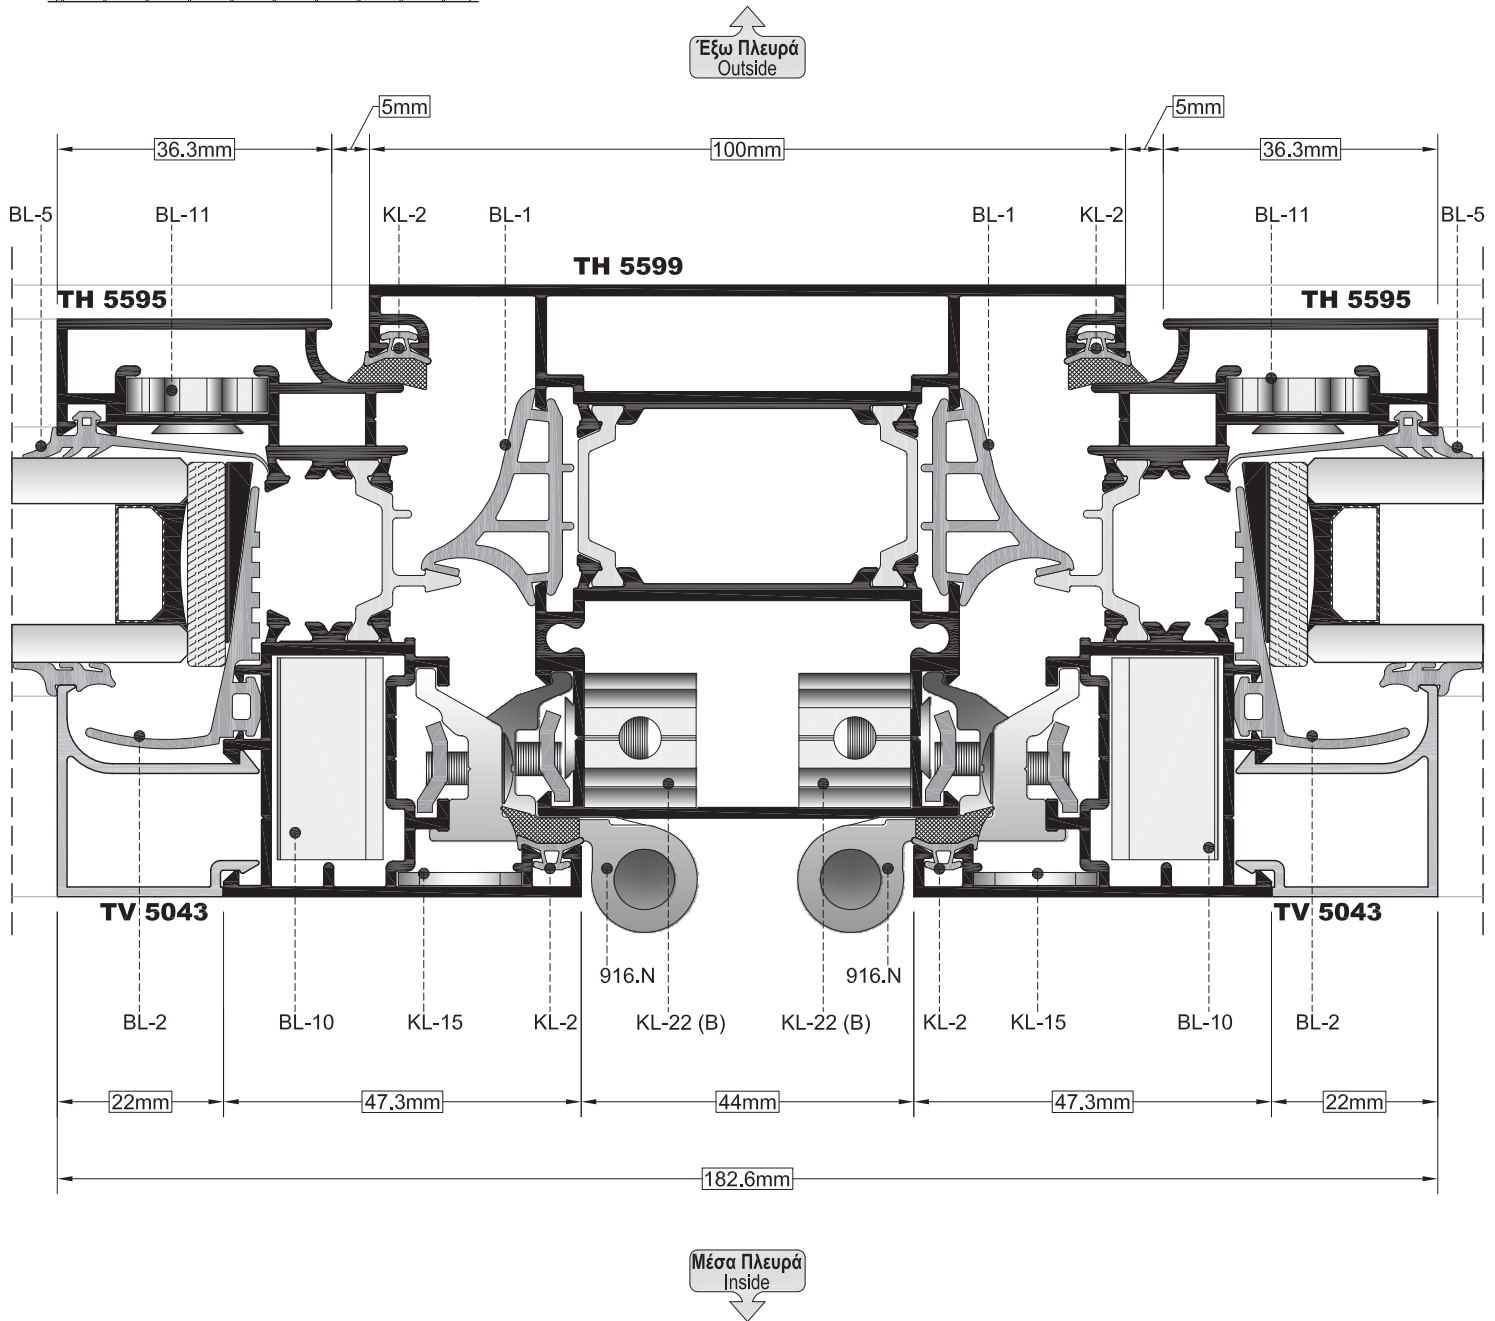 Έξω Πλευρά
Outside
5mm 5mm
36.3mm 100mm 36.3mm
BL-5 BL-11 KL-2 BL-1 BL-1 KL-2 BL-11 BL-5
TH 5599
TH 5595 TH 5595
TV 5043 TV 5043
916.N 916.N
BL-2 BL-10 KL-15 KL-2 KL-22 (B) KL-22 (B) KL-2 KL-15 BL-10 BL-2
22mm 47.3mm 44mm 47.3mm 22mm
182.6mm
Μέσα Πλευρά
Inside